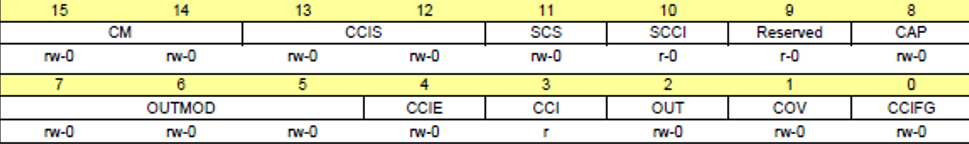 15 14 13 12 11 10 9 8
CM CCIS SCS SCCI Reserved CAP
rw-0 rw-0 rw-0 rw-0 rw-0 r-0 r-0 rw-0
7 6 5 4 3 2 1 0
OUTMOD CCIE CCI OUT COV CCIFG
rw-0 rw-0 rw-0 rw-0 r rw-0 rw-0 rw-0